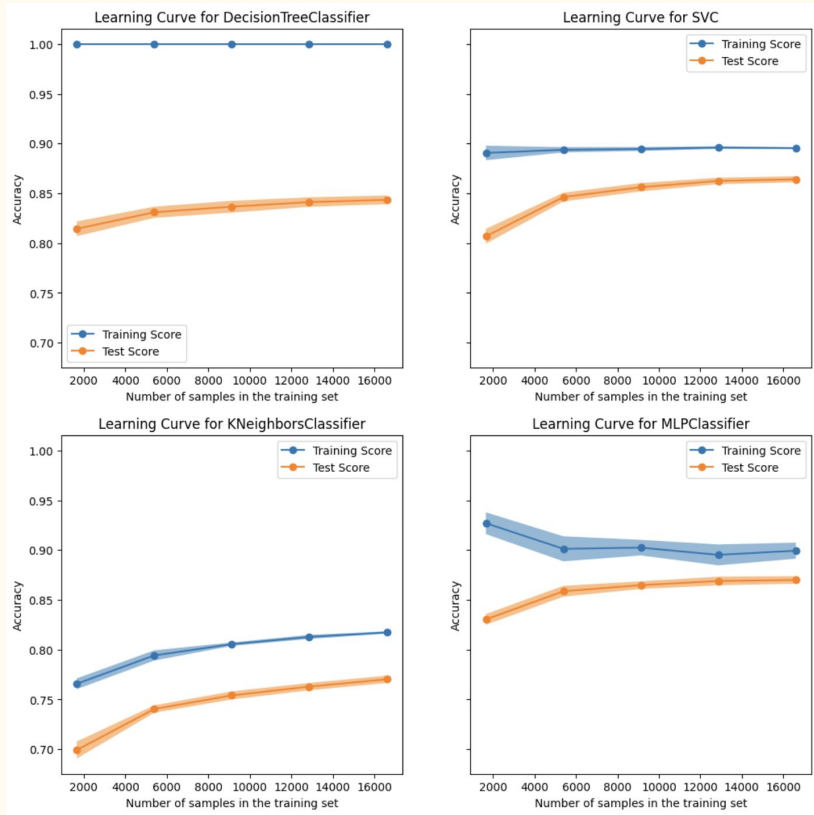 Learning Curve for DecisionTreeClassifier
1.00
0.95
0.90
0.85
0.80
0.75
0.70
Accuracy
Training Score
Test Score
2000 4000 6000 8000 10000 12000 14000 16000
Number of samples in the training set
Learning Curve for SVC
Training Score
Test Score
Accuracy
2000 4000 6000 8000 10000 12000 14000 16000
Number of samples in the training set
Learning Curve for KNeighborsClassifier
1.00
0.95
0.90
0.85
0.80
0.75
0.70
Accuracy
Training Score
Test Score
2000 4000 6000 8000 10000 12000 14000 16000
Number of samples in the training set
Learning Curve for MLPClassifier
Training Score
Test Score
Accuracy
2000 4000 6000 8000 10000 12000 14000 16000
Number of samples in the training set